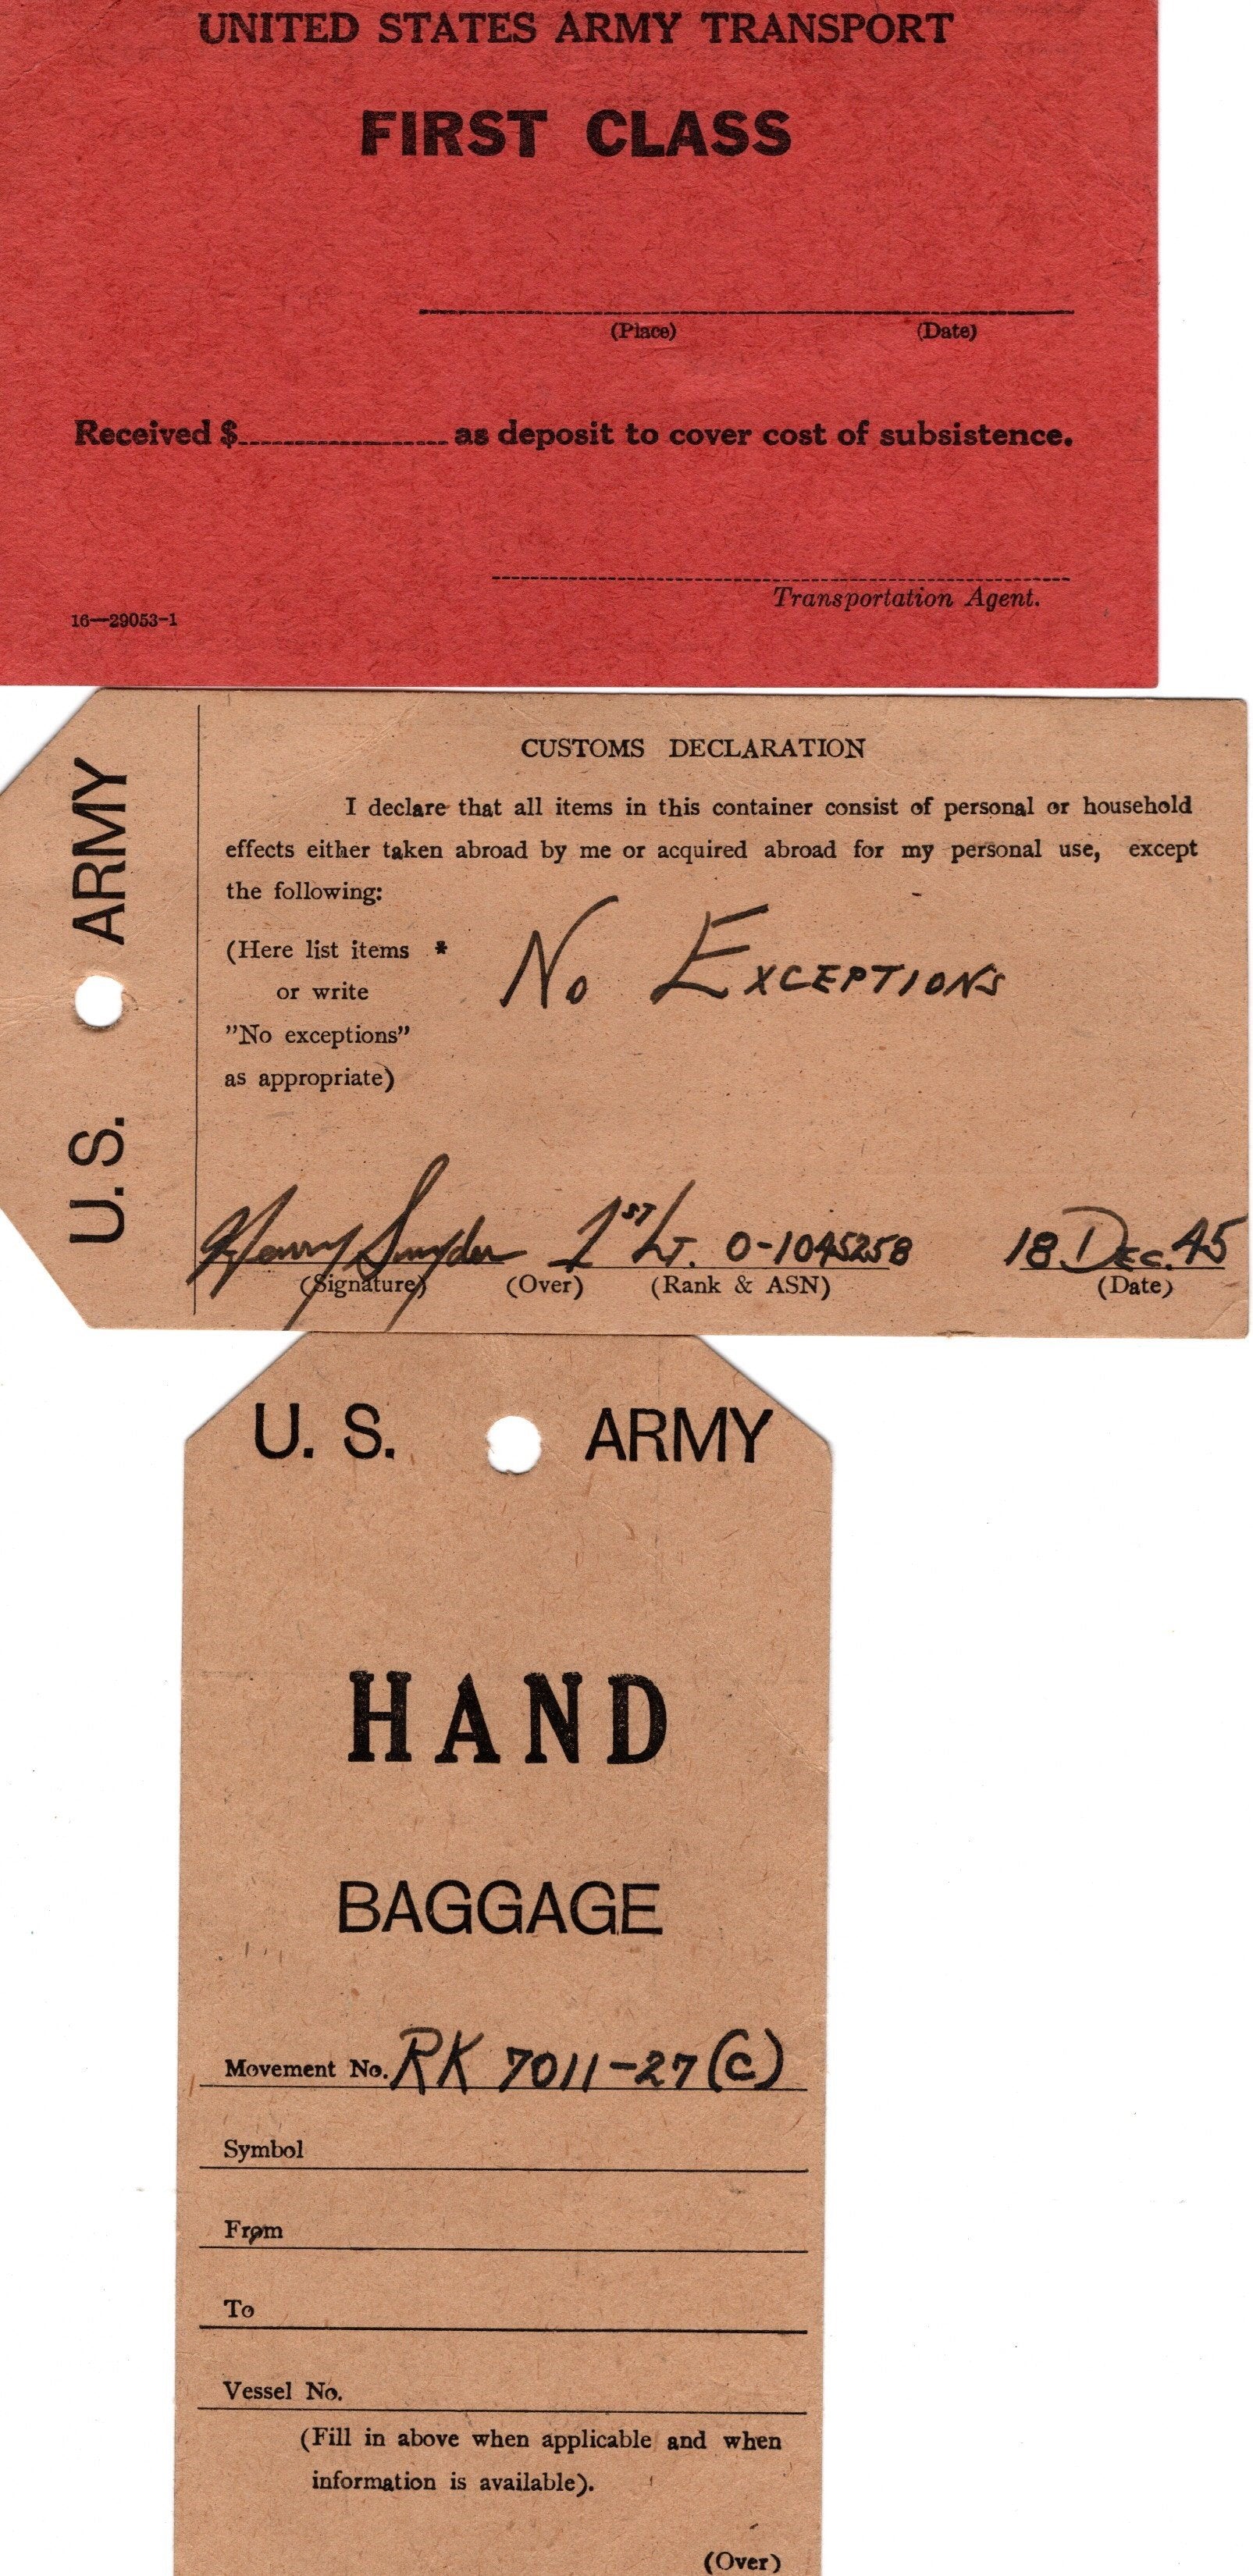 UNITED STATES ARMY TRANSPORT
FIRST CLASS
(Place) (Date)
Received $ as deposit to cover cost of subsistence.
Transportation Agent.
16—29053-1
U.S. ARMY
CUSTOMS DECLARATION
I declare that all items in this container consist of personal or household
effects either taken abroad by me or acquired abroad for my personal use, except
the following:
(Here list items *
or write
"No exceptions"
as appropriate)
No EXCEPTIONS
Harry Snyder 1ST LT. O-1045258 18 DEC. 45
(Signature) (Over) (Rank & ASN) (Date)
U. S. ARMY
HAND
BAGGAGE
Movement No. RK 7011-27(C)
Symbol
From
To
Vessel No.
(Fill in above when applicable and when
information is available).
(Over)